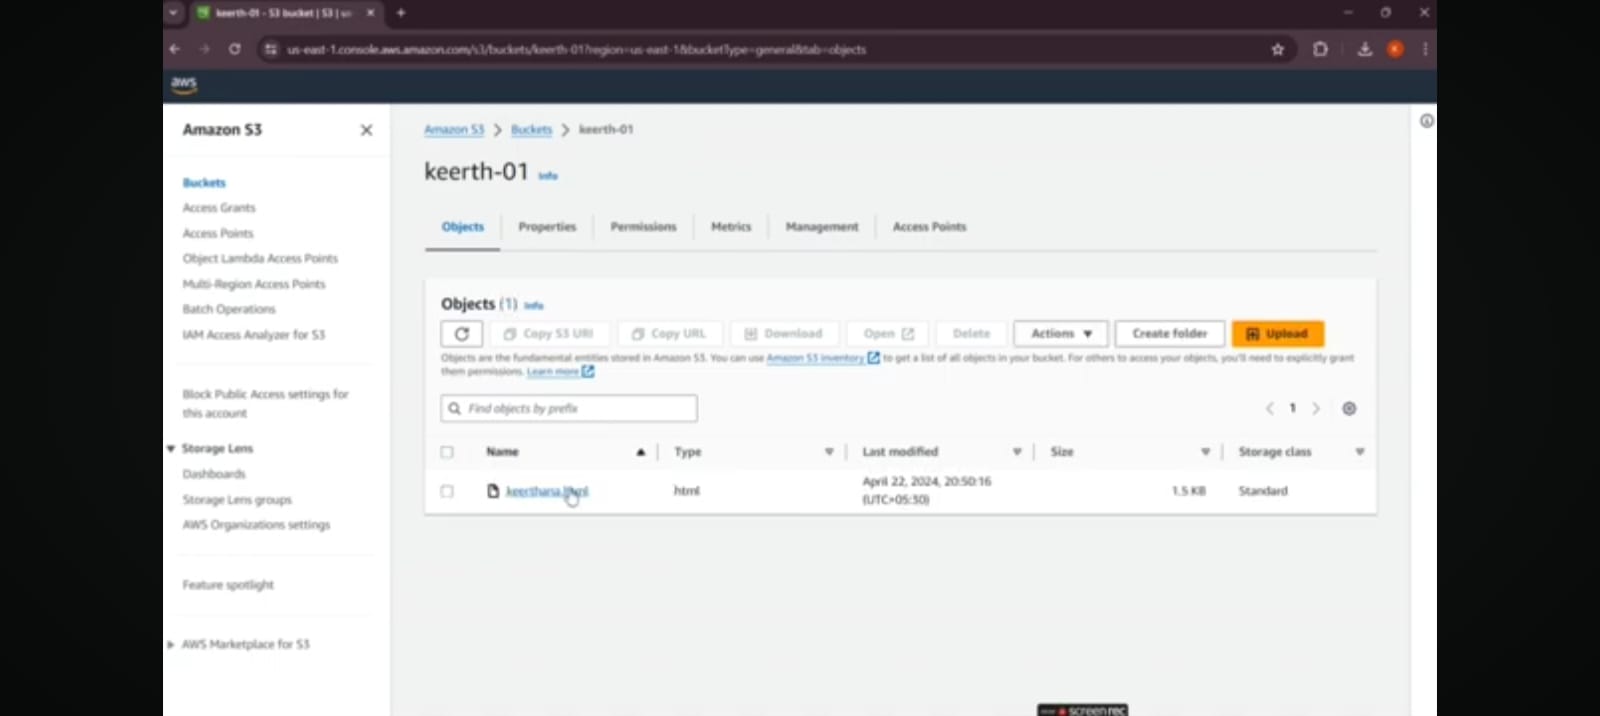 keerth-01 - S3 bucket | S3 | us-
us-east-1.console.aws.amazon.com/s3/buckets/keerth-01?region=us-east-1&bucketType=general&tab=objects
aws
Amazon S3
Buckets
Access Grants
Access Points
Object Lambda Access Points
Multi-Region Access Points
Batch Operations
IAM Access Analyzer for S3
Block Public Access settings for
this account
Storage Lens
Dashboards
Storage Lens groups
AWS Organizations settings
Feature spotlight
AWS Marketplace for S3
Amazon S3 > Buckets > keerth-01
keerth-01 Info
Objects Properties Permissions Metrics Management Access Points
Objects (1) Info
Copy S3 URI Copy URL Download Open Delete Actions Create folder Upload
Objects are the fundamental entities stored in Amazon S3. You can use Amazon S3 inventory to get a list of all objects in your bucket. For others to access your objects, you'll need to explicitly grant
them permissions. Learn more
Find objects by prefix
1
Name Type Last modified Size Storage class
keerthana.html html April 22, 2024, 20:50:16 1.5 KB Standard
(UTC+05:30)
screenrec